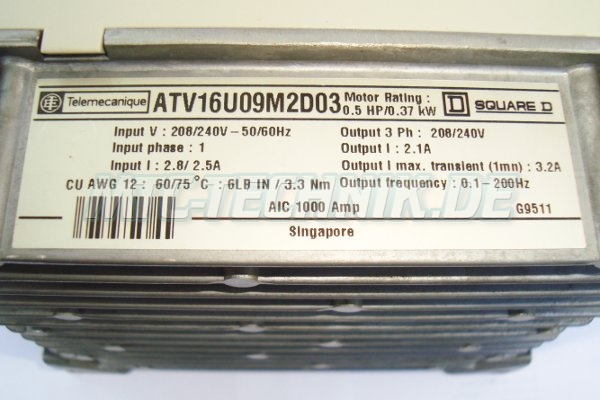 Telemecanique ATV16U09M2D03 Motor Rating : 0.5 HP/0.37 kW SQUARE D
Input V : 208/240V-50/60Hz Output 3 Ph : 208/240V
Input phase : 1 Output I : 2.1A
Input I : 2.8/ 2.5A Output I max. transient (1mn) : 3.2A
CU AWG 12 : 60/75 °C : 6LB IN / 3.3 Nm Output frequency : 0.1-200Hz
MTC-TECHNIK.DE
AIC 1000 Amp G9511
Singapore